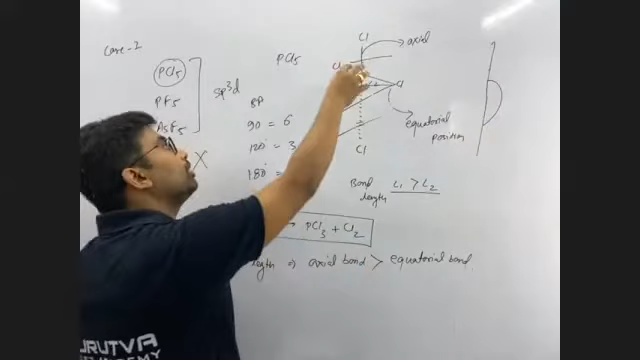 Case-2
PCl5
PF5
AsF5
sp3d
X
PCl5
BP
90° = 6
120° = 3
180° =
Cl
axial
Cl
Cl
equatorial
position
Cl
Bond
length
L1 > L2
PCl3 + Cl2
length ⇒ axial bond > equatorial bond
URUTVA